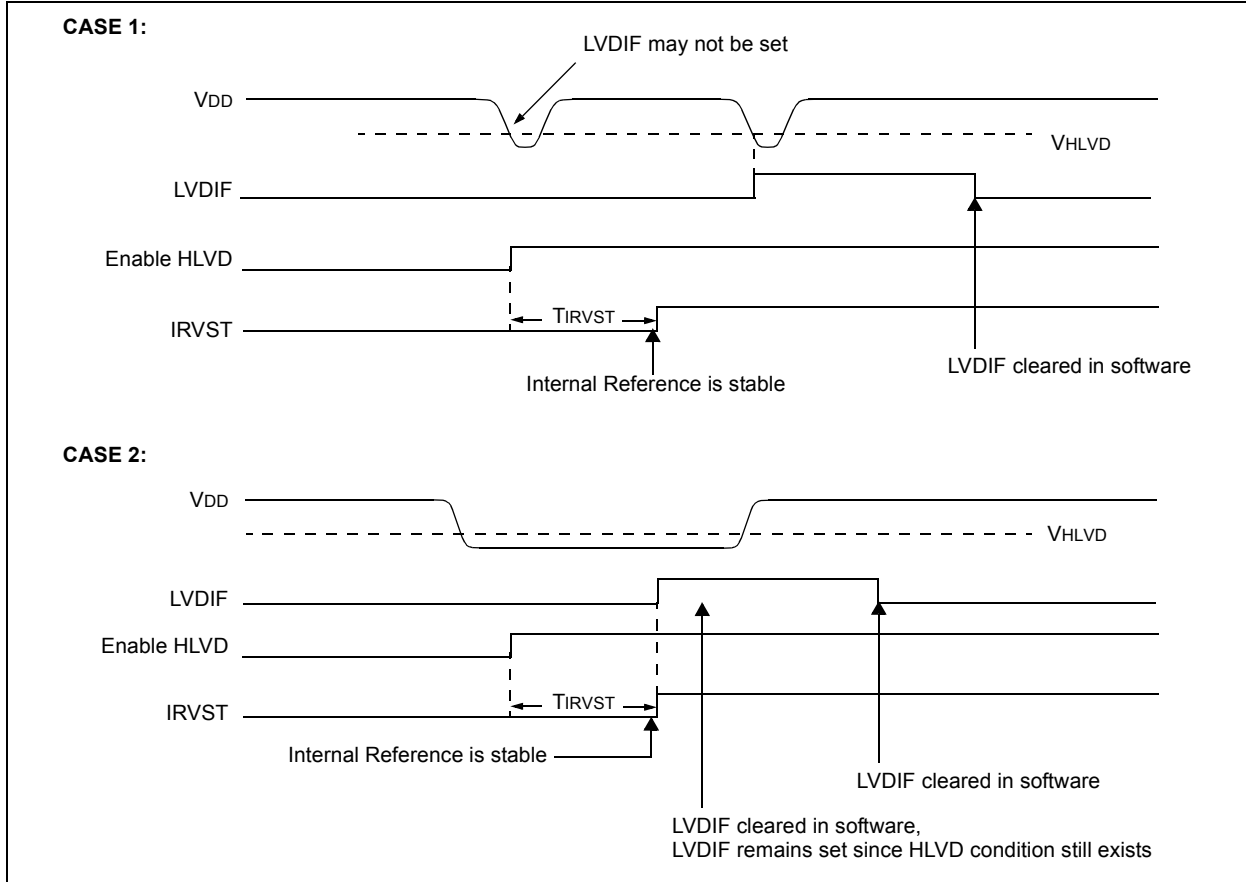 CASE 1:
LVDIF may not be set
VDD
VHLVD
LVDIF
Enable HLVD
TIRVST
IRVST
LVDIF cleared in software
Internal Reference is stable
CASE 2:
VDD
VHLVD
LVDIF
Enable HLVD
TIRVST
IRVST
Internal Reference is stable
LVDIF cleared in software
LVDIF cleared in software,
LVDIF remains set since HLVD condition still exists